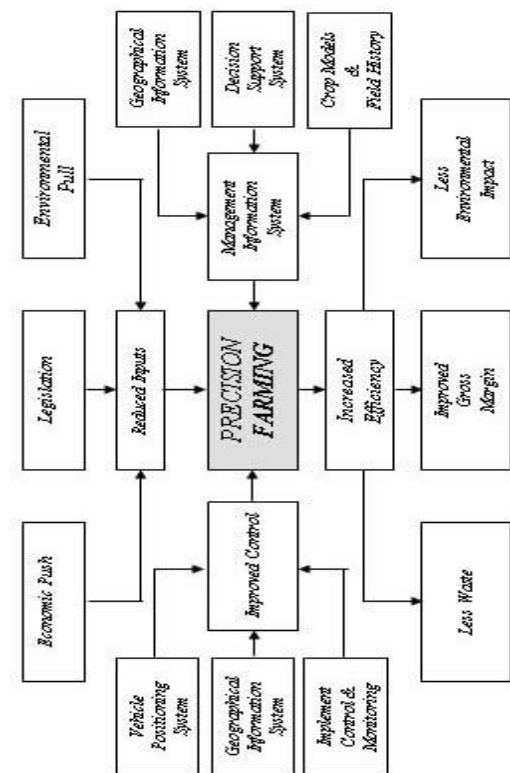 Economic Push
Legislation
Environmental
Pull
Vehicle
Positioning
System
Reduced Inputs
Geographical
Information
System
Geographical
Information
System
Improved Control
PRECISION
FARMING
Management
Information
System
Decision
Support
System
Implement
Control &
Monitoring
Increased
Efficiency
Crop Models
&
Field History
Less Waste
Improved
Gross
Margin
Less
Environmental
Impact